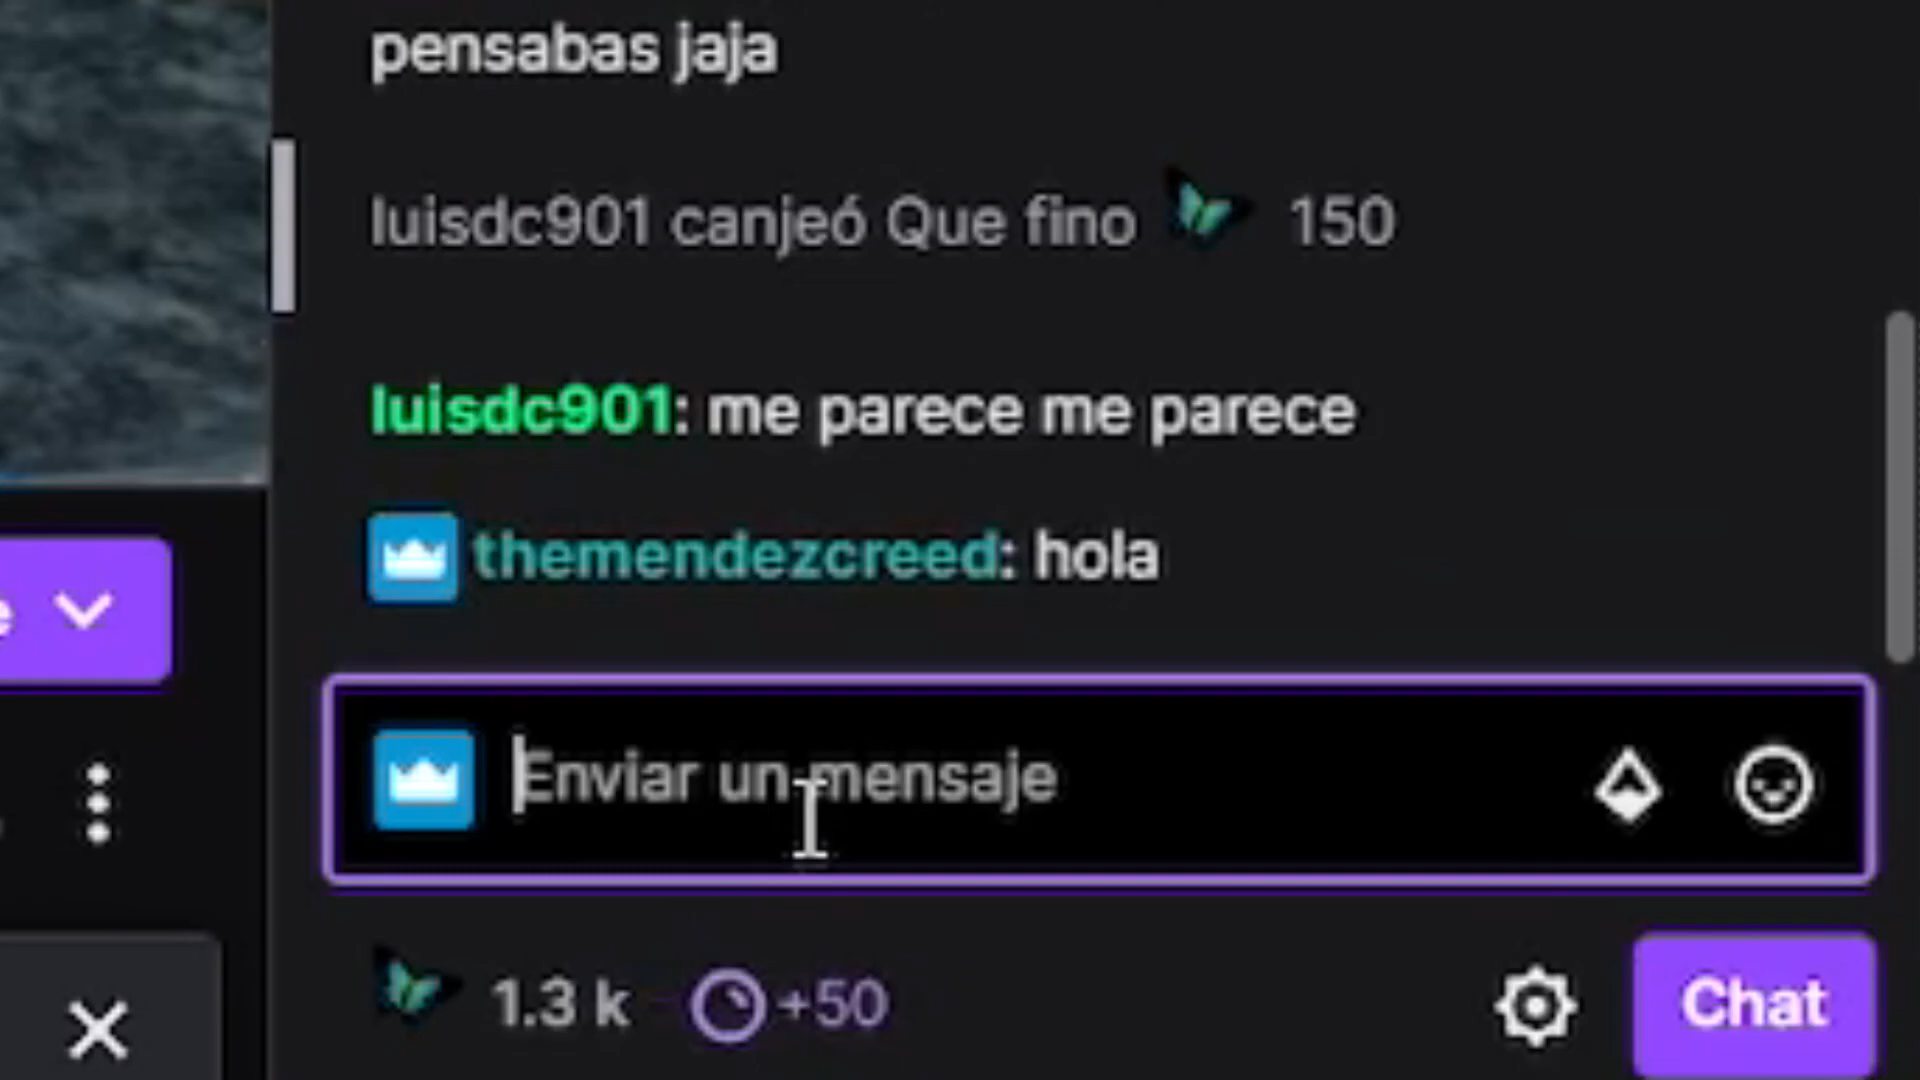 pensabas jaja
luisdc901 canjeó Que fino 150
luisdc901: me parece me parece
themendezcreed: hola
e
Enviar un mensaje
1.3 k +50
Chat